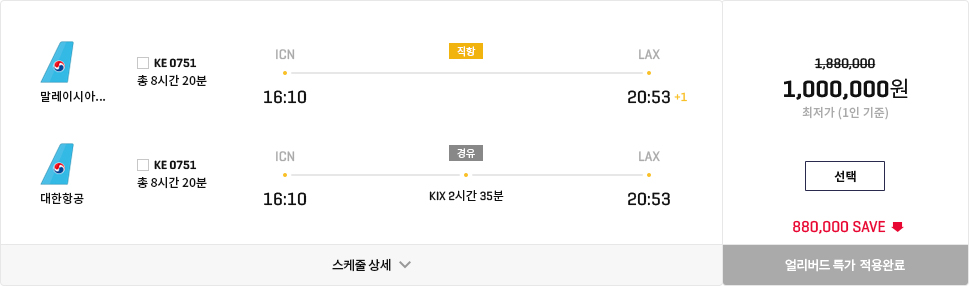 말레이시아...
KE 0751
총 8시간 20분
ICN
직항
LAX
16:10
20:53 +1
대한항공
KE 0751
총 8시간 20분
ICN
경유
LAX
16:10
KIX 2시간 35분
20:53
스케줄 상세
1,880,000
1,000,000원
최저가 (1인 기준)
선택
880,000 SAVE
얼리버드 특가 적용완료